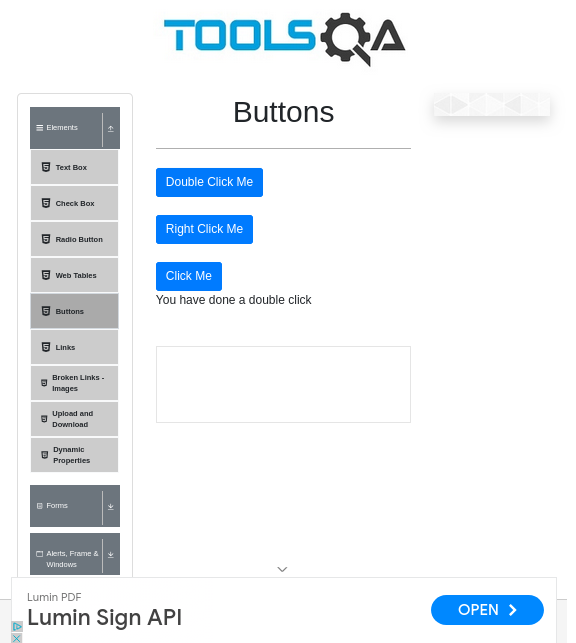 TOOLSQA
Buttons
Elements
Text Box
Check Box
Radio Button
Web Tables
Buttons
Links
Broken Links -
Images
Upload and
Download
Dynamic
Properties
Forms
Alerts, Frame &
Windows
Double Click Me
Right Click Me
Click Me
You have done a double click
Lumin PDF
Lumin Sign API
OPEN